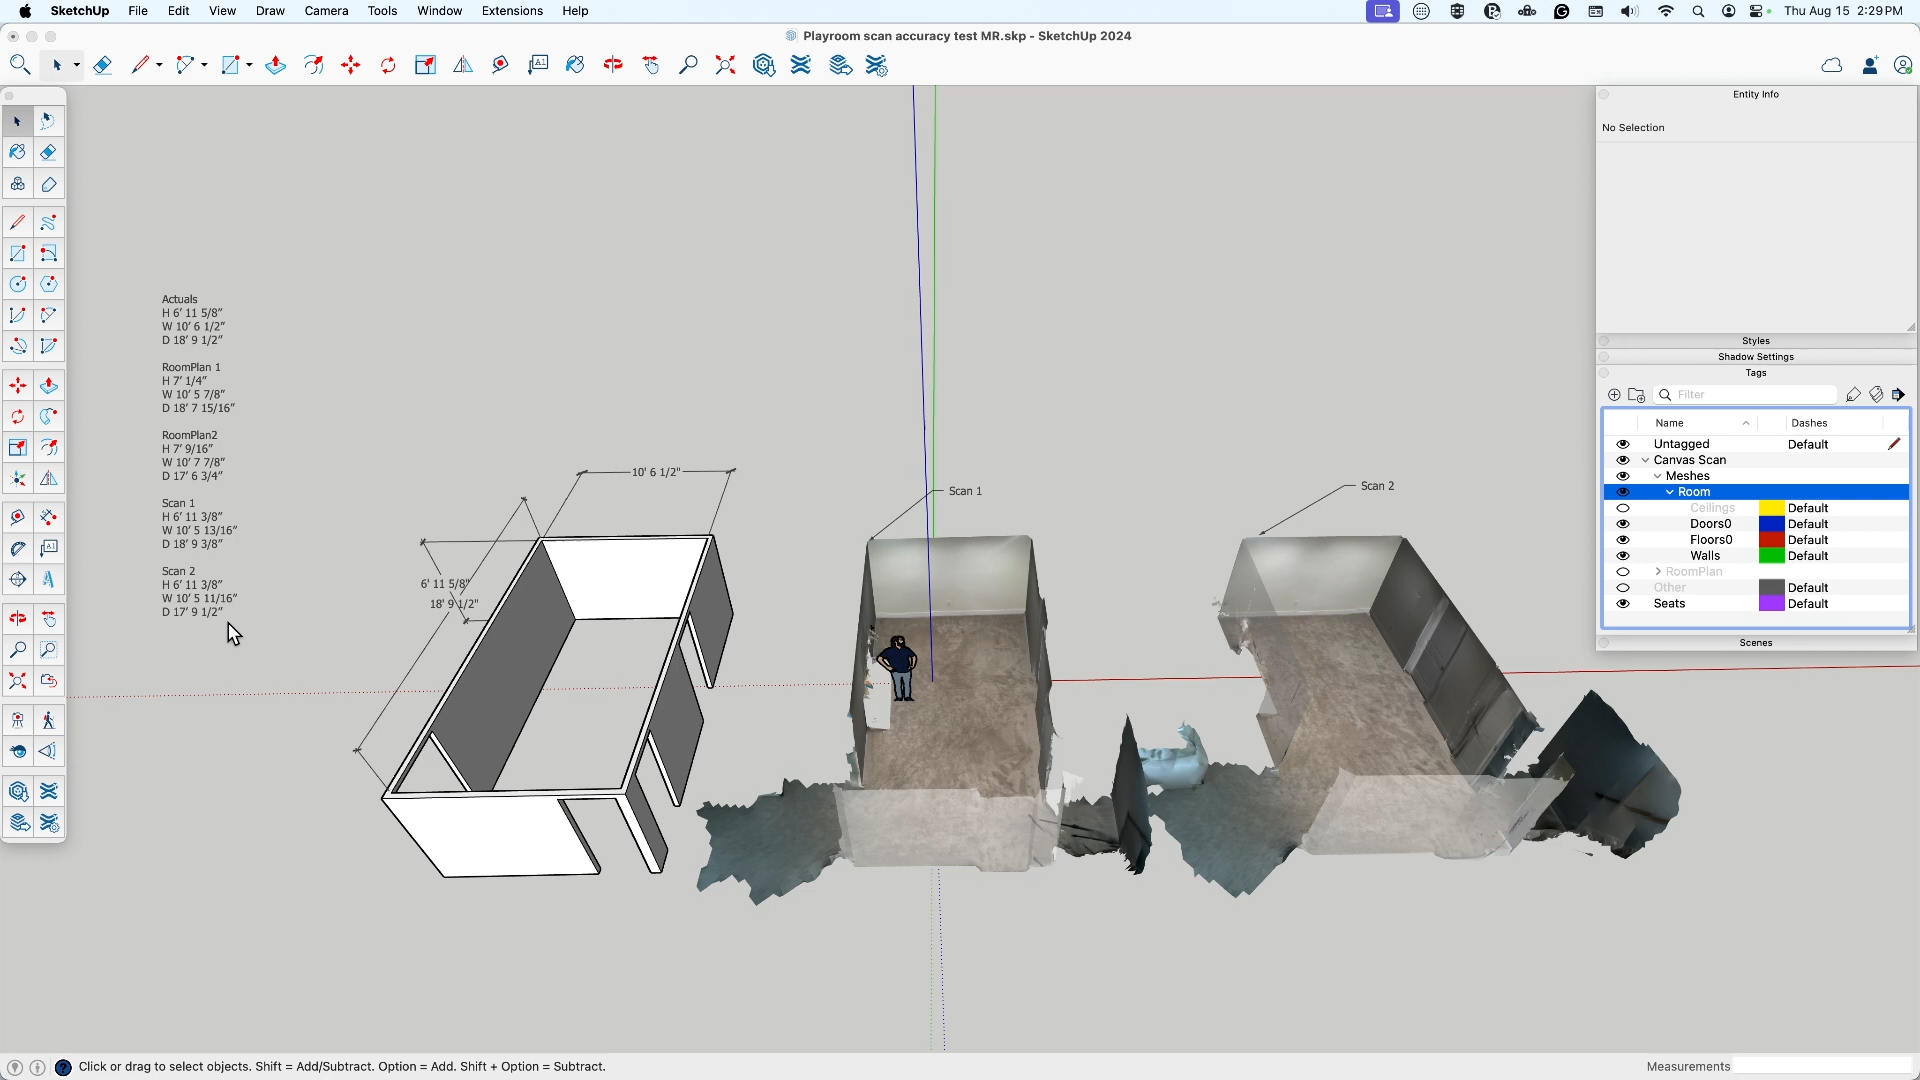 SketchUp File Edit View Draw Camera Tools Window Extensions Help
Thu Aug 15 2:29 PM
Playroom scan accuracy test MR.skp - SketchUp 2024
Entity Info
No Selection
Styles
Shadow Settings
Tags
Filter
Name Dashes
Untagged Default
Canvas Scan
Meshes
Room
Ceilings Default
Doors0 Default
Floors0 Default
Walls Default
RoomPlan
Other Default
Seats Default
Scenes
Actuals
H 6' 11 5/8"
W 10' 6 1/2"
D 18' 9 1/2"
RoomPlan 1
H 7' 1/4"
W 10' 5 7/8"
D 18' 7 15/16"
RoomPlan2
H 7' 9/16"
W 10' 7 7/8"
D 17' 6 3/4"
Scan 1
H 6' 11 3/8"
W 10' 5 13/16"
D 18' 9 3/8"
Scan 2
H 6' 11 3/8"
W 10' 5 11/16"
D 17' 9 1/2"
10' 6 1/2"
6' 11 5/8"
18' 9 1/2"
Scan 1
Scan 2
Click or drag to select objects. Shift = Add/Subtract. Option = Add. Shift + Option = Subtract.
Measurements